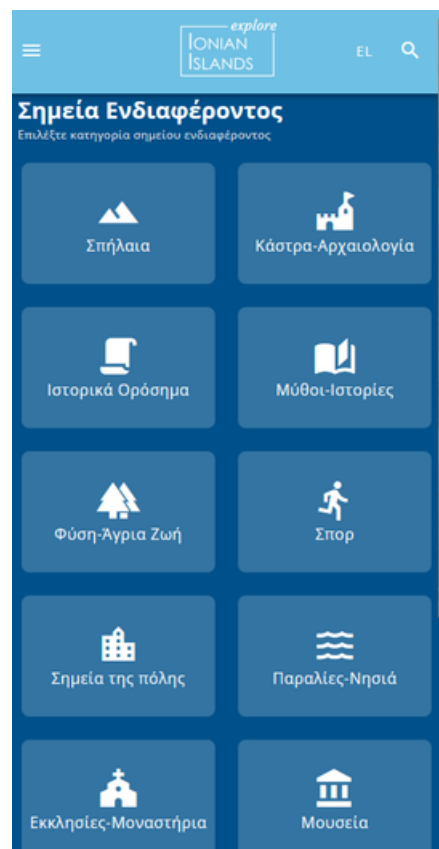 explore
IONIAN
ISLANDS
EL
Σημεία Ενδιαφέροντος
Επιλέξτε κατηγορία σημείου ενδιαφέροντος
Σπήλαια
Κάστρα-Αρχαιολογία
Ιστορικά Ορόσημα
Μύθοι-Ιστορίες
Φύση-Άγρια Ζωή
Σπορ
Σημεία της πόλης
Παραλίες-Νησιά
Εκκλησίες-Μοναστήρια
Μουσεία